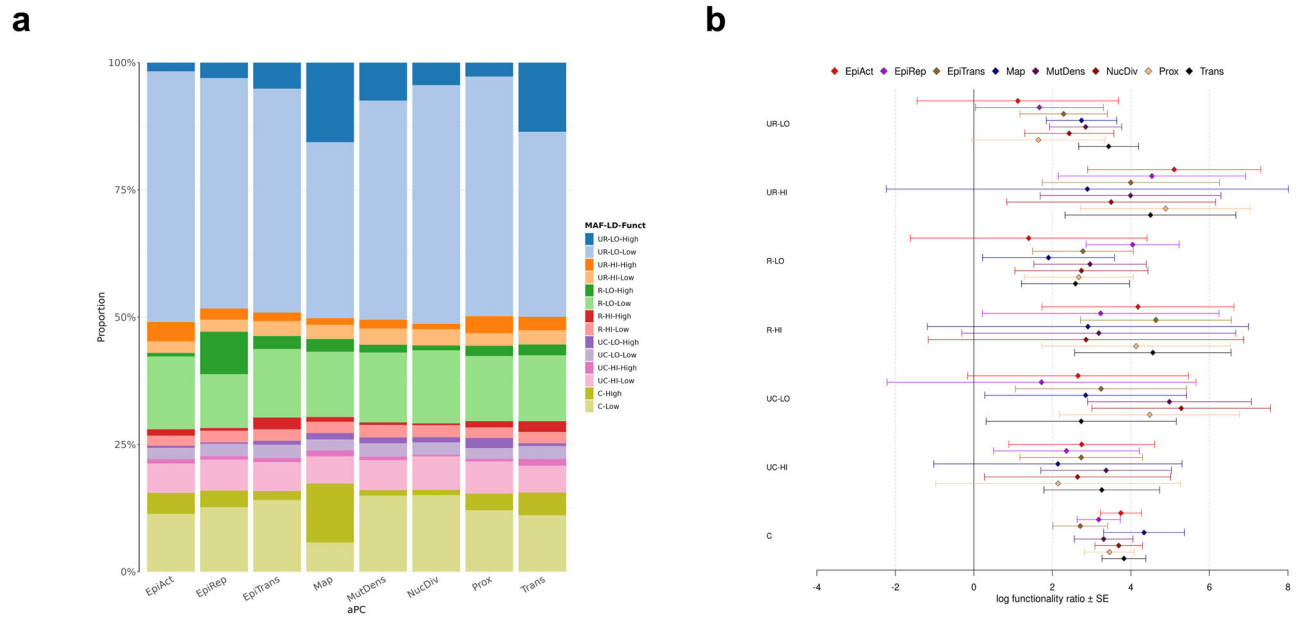 a
b
100%
75%
50%
25%
0%
Proportion
EpiAct
EpiRep
EpiTrans
Map
MutDens
NucDiv
Prox
Trans
aPC
MAF-LD-Funct
UR-LO-High
UR-LO-Low
UR-HI-High
UR-HI-Low
R-LO-High
R-LO-Low
R-HI-High
R-HI-Low
UC-LO-High
UC-LO-Low
UC-HI-High
UC-HI-Low
C-High
C-Low
EpiAct EpiRep EpiTrans Map MutDens NucDiv Prox Trans
UR-LO
UR-HI
R-LO
R-HI
UC-LO
UC-HI
C
-4 -2 0 2 4 6 8
log functionality ratio ± SE